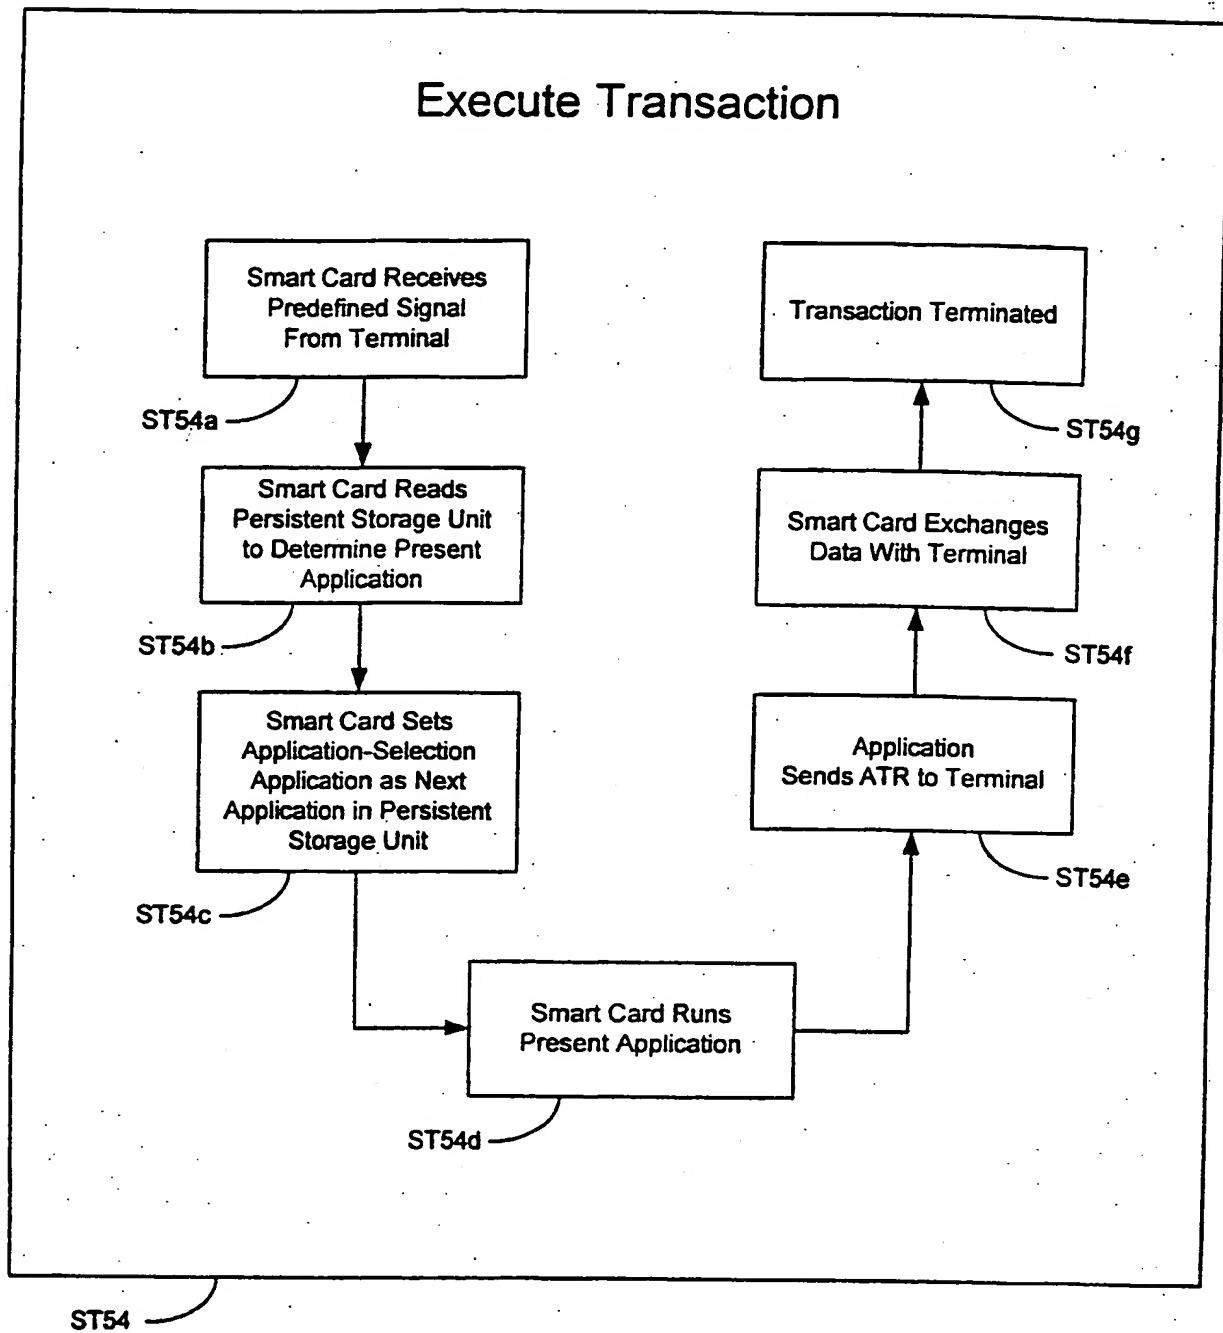 Execute Transaction
Smart Card Receives
Predefined Signal
From Terminal
ST54a
Smart Card Reads
Persistent Storage Unit
to Determine Present
Application
ST54b
Smart Card Sets
Application-Selection
Application as Next
Application in Persistent
Storage Unit
ST54c
Smart Card Runs
Present Application
ST54d
Application
Sends ATR to Terminal
ST54e
Smart Card Exchanges
Data With Terminal
ST54f
Transaction Terminated
ST54g
ST54